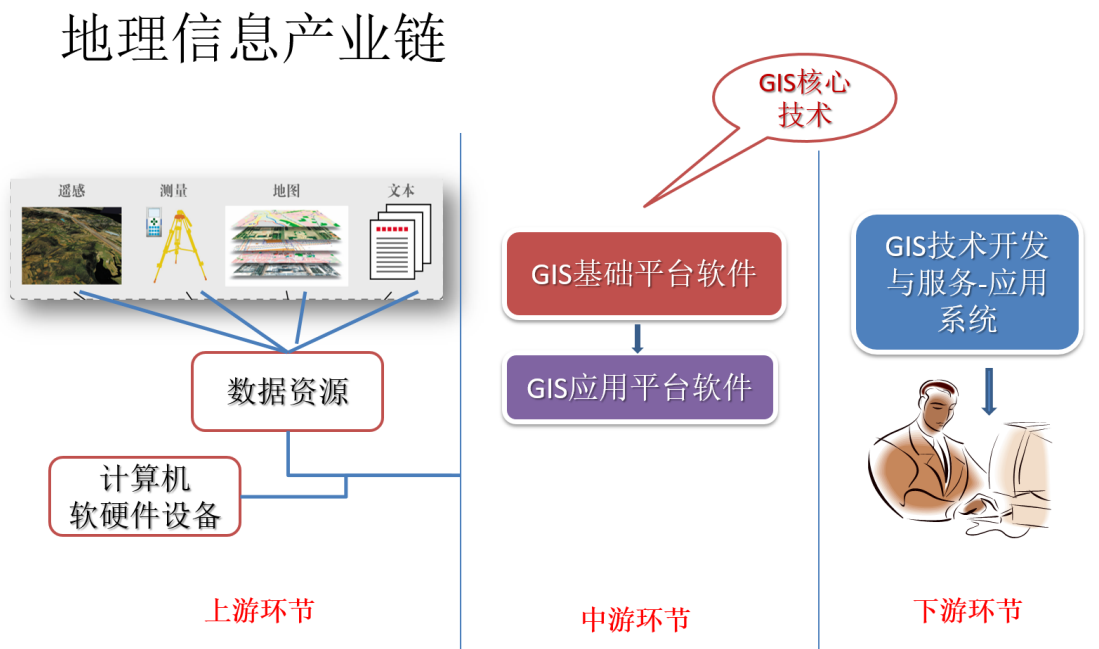 地理信息产业链
GIS核心
技术
遥感
测量
地图
文本
数据资源
计算机
软硬件设备
上游环节
GIS基础平台软件
GIS应用平台软件
中游环节
GIS技术开发
与服务-应用
系统
下游环节